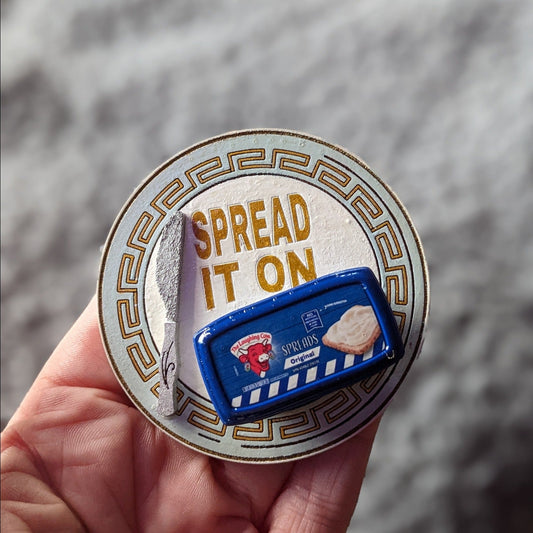 SPREAD
IT ON
The Laughing Cow
SPREADS
Original